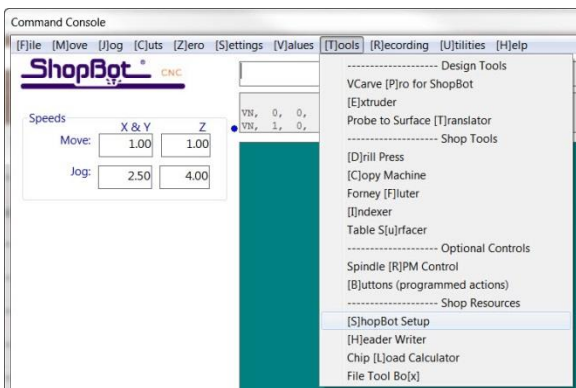 Command Console
[F]ile [M]ove [J]og [C]uts [Z]ero [S]ettings [V]alues [T]ools [R]ecording [U]tilities [H]elp
ShopBot CNC
Speeds
X & Y Z
Move: 1.00 1.00
Jog: 2.50 4.00
VN, 0, 0,
VN, 1, 0,
-------------------- Design Tools
VCarve [P]ro for ShopBot
[E]xtruder
Probe to Surface [T]ranslator
-------------------- Shop Tools
[D]rill Press
[C]opy Machine
Forney [F]luter
[I]ndexer
Table S[u]rfacer
-------------------- Optional Controls
Spindle [R]PM Control
[B]uttons (programmed actions)
-------------------- Shop Resources
[S]hopBot Setup
[H]eader Writer
Chip [L]oad Calculator
File Tool Bo[x]